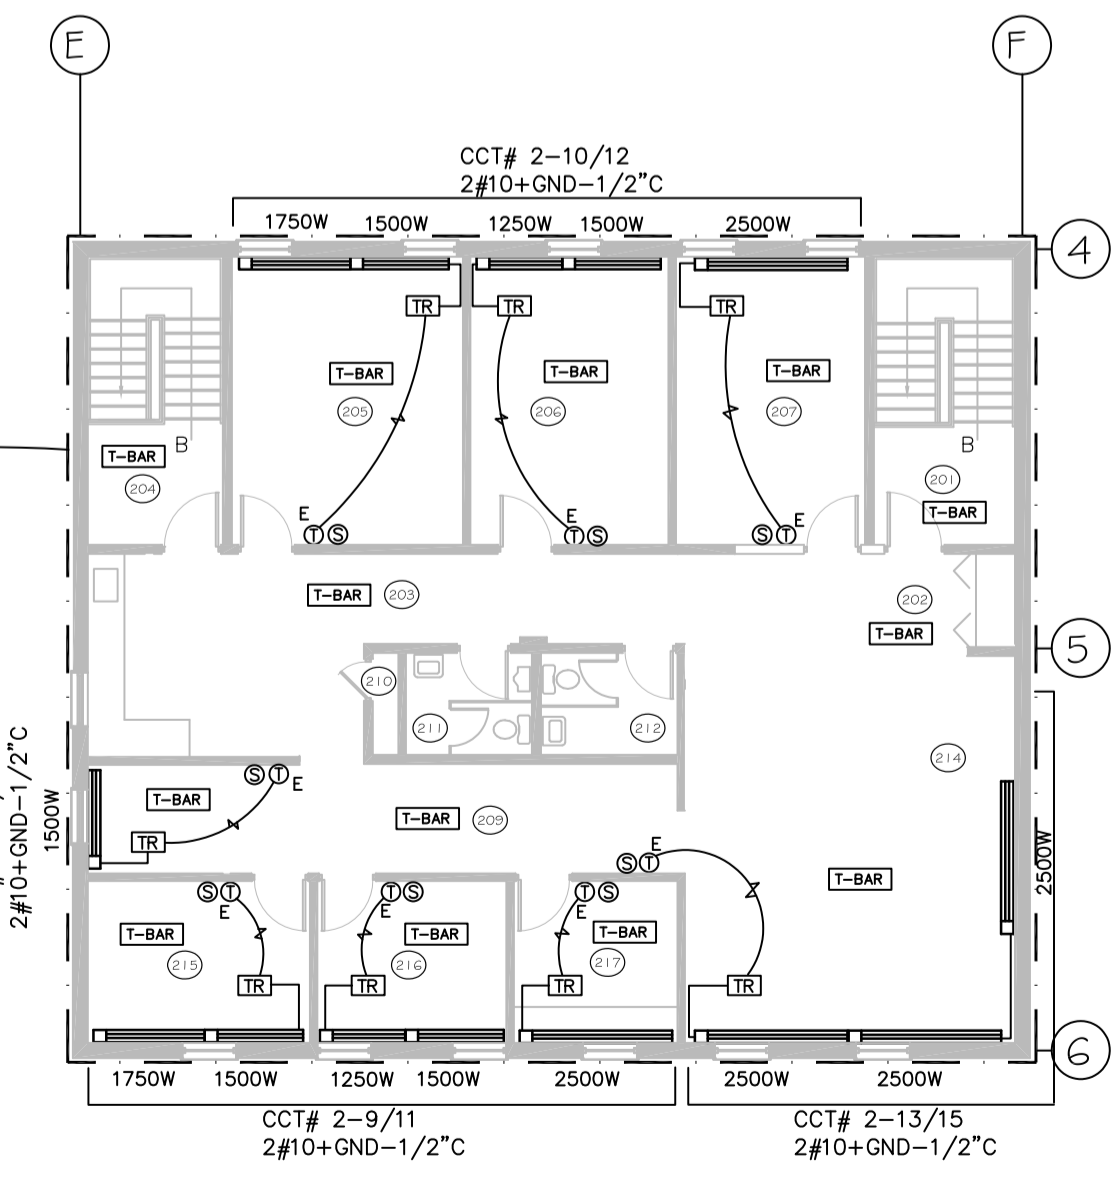 E
F
CCT# 2-10/12
2#10+GND-1/2"C
1750W 1500W 1250W 1500W 2500W
4
TR TR TR
T-BAR T-BAR T-BAR
205 206 207
B B
T-BAR
204 201
T-BAR
E E E
T S T S S T
T-BAR 203 202
T-BAR
5
210
211 212
214
2#10+GND-1/2"C
1500W
S T
E
T-BAR
TR
T-BAR 209
E
S T
2500W
T-BAR
S T T S T S
E E E
T-BAR T-BAR T-BAR
215 216 217
TR TR TR TR
6
1750W 1500W 1250W 1500W 2500W 2500W 2500W
CCT# 2-9/11
2#10+GND-1/2"C
CCT# 2-13/15
2#10+GND-1/2"C